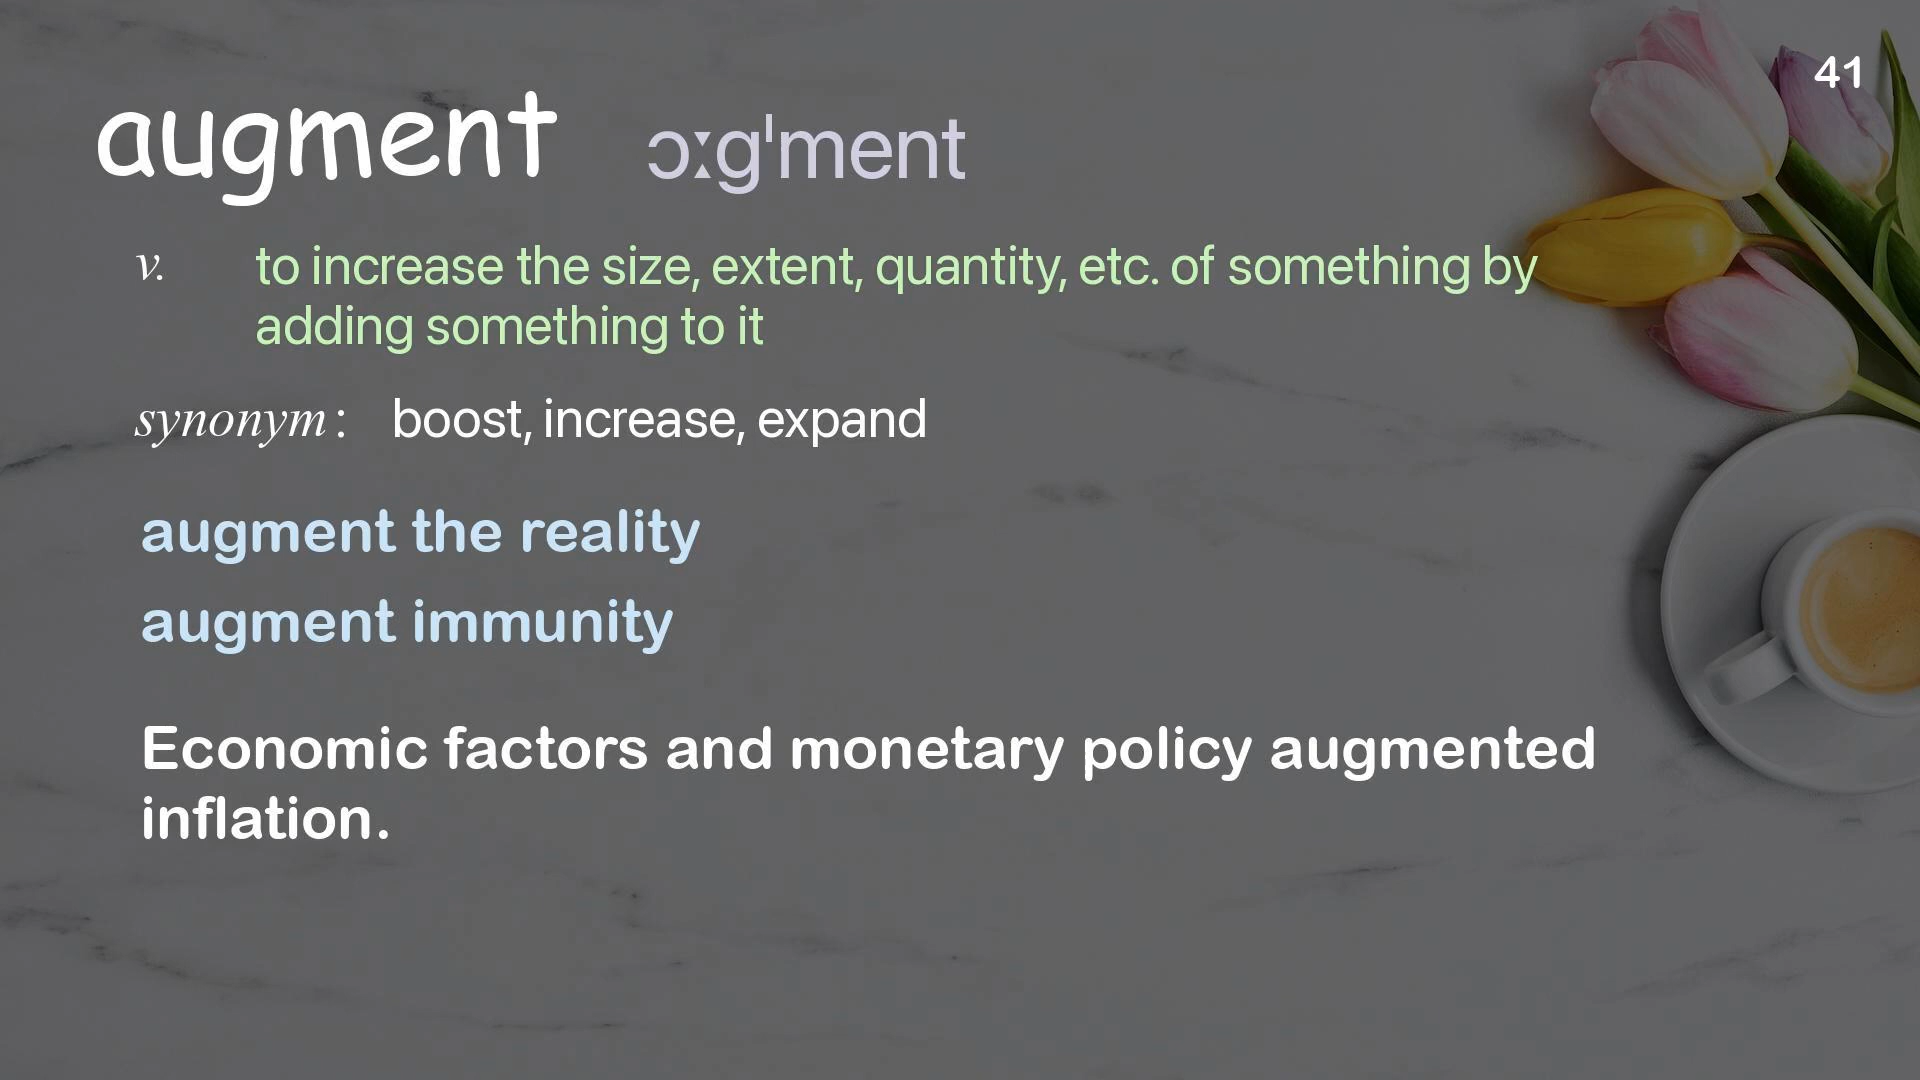 41
augment ɔːgˈment
v. to increase the size, extent, quantity, etc. of something by
adding something to it
synonym: boost, increase, expand
augment the reality
augment immunity
Economic factors and monetary policy augmented
inflation.